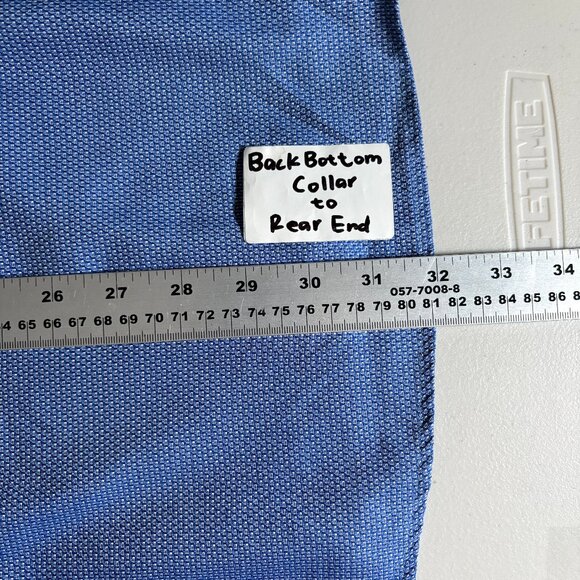 Back Bottom
Collar
to
Rear End
26 27 28 29 30 31 32 33 34
057-7008-8
65 66 67 68 69 70 71 72 73 74 75 76 77 78 79 80 81 82 83 84 85 86